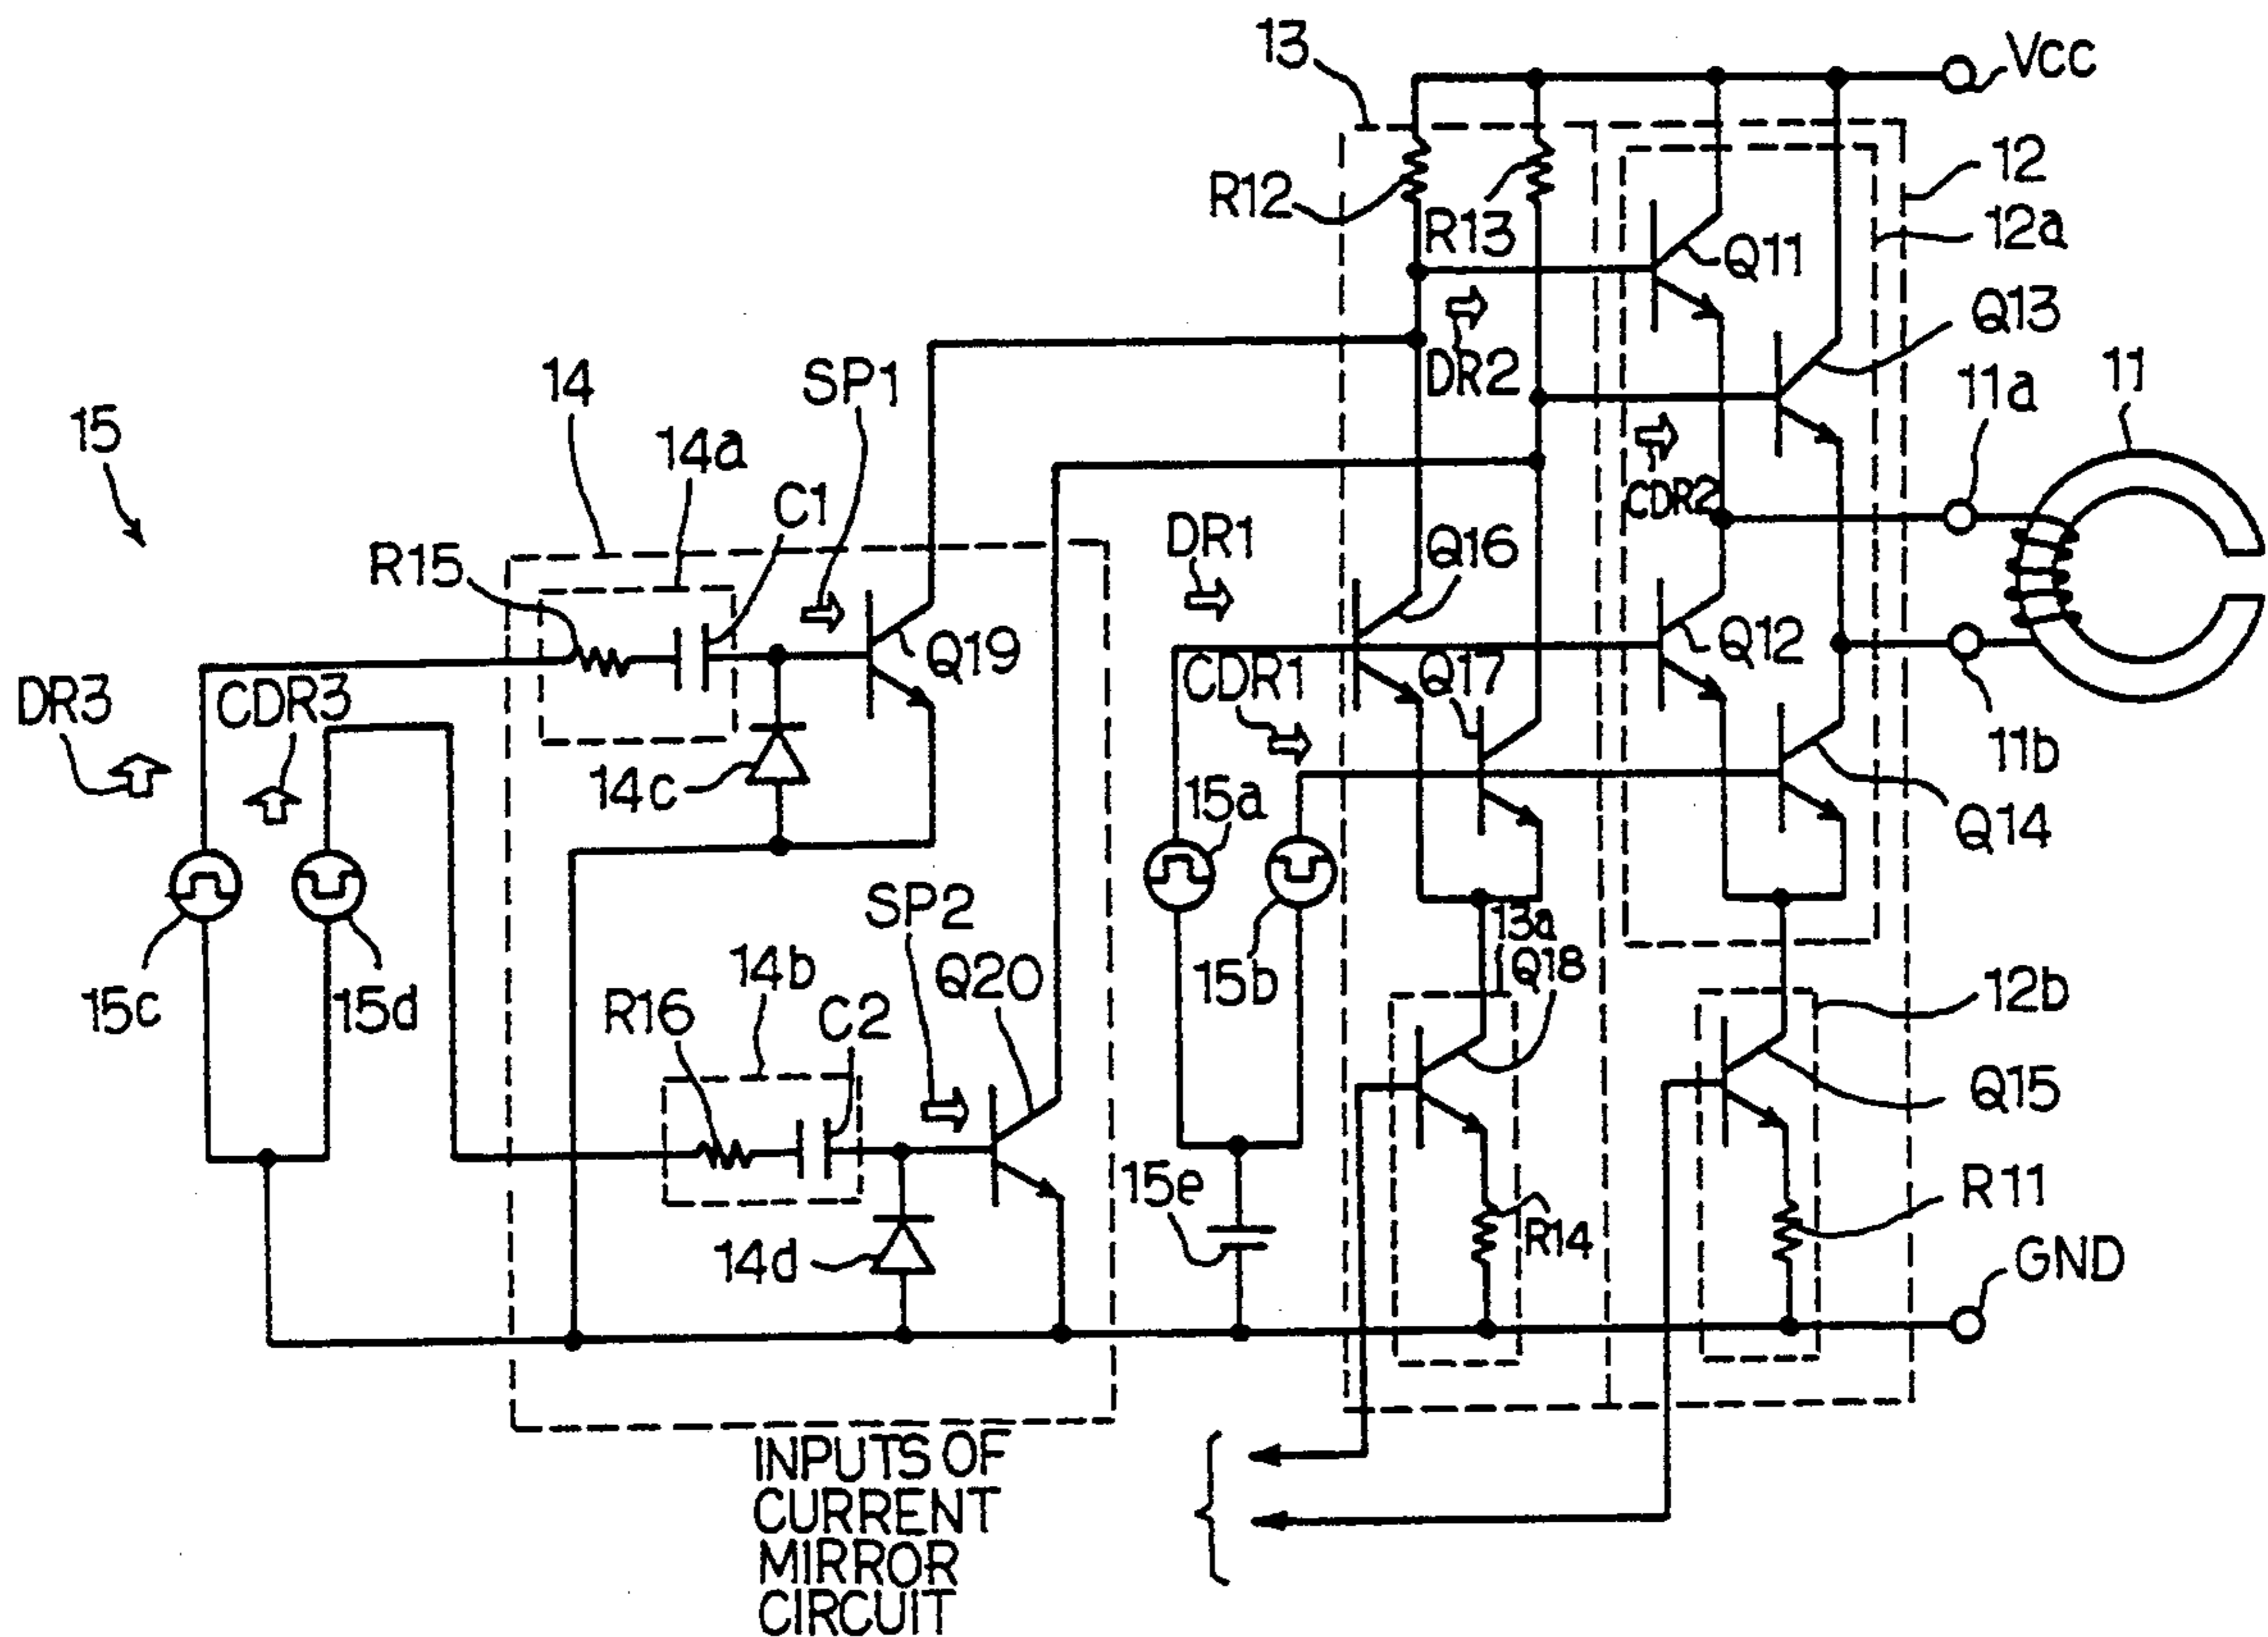 13
Vcc
12
R12
R13
12a
Q11
Q13
14
SP1
DR2
11a
11
15
14a
C1
CDR2
R15
DR1
Q16
Q19
Q12
DR3
CDR3
CDR1
Q17
14c
15a
11b
Q14
SP2
13a
14b
Q20
15b
Q18
12b
15c
15d
R16
C2
Q15
15e
R11
14d
R14
GND
INPUTS OF
CURRENT
MIRROR
CIRCUIT